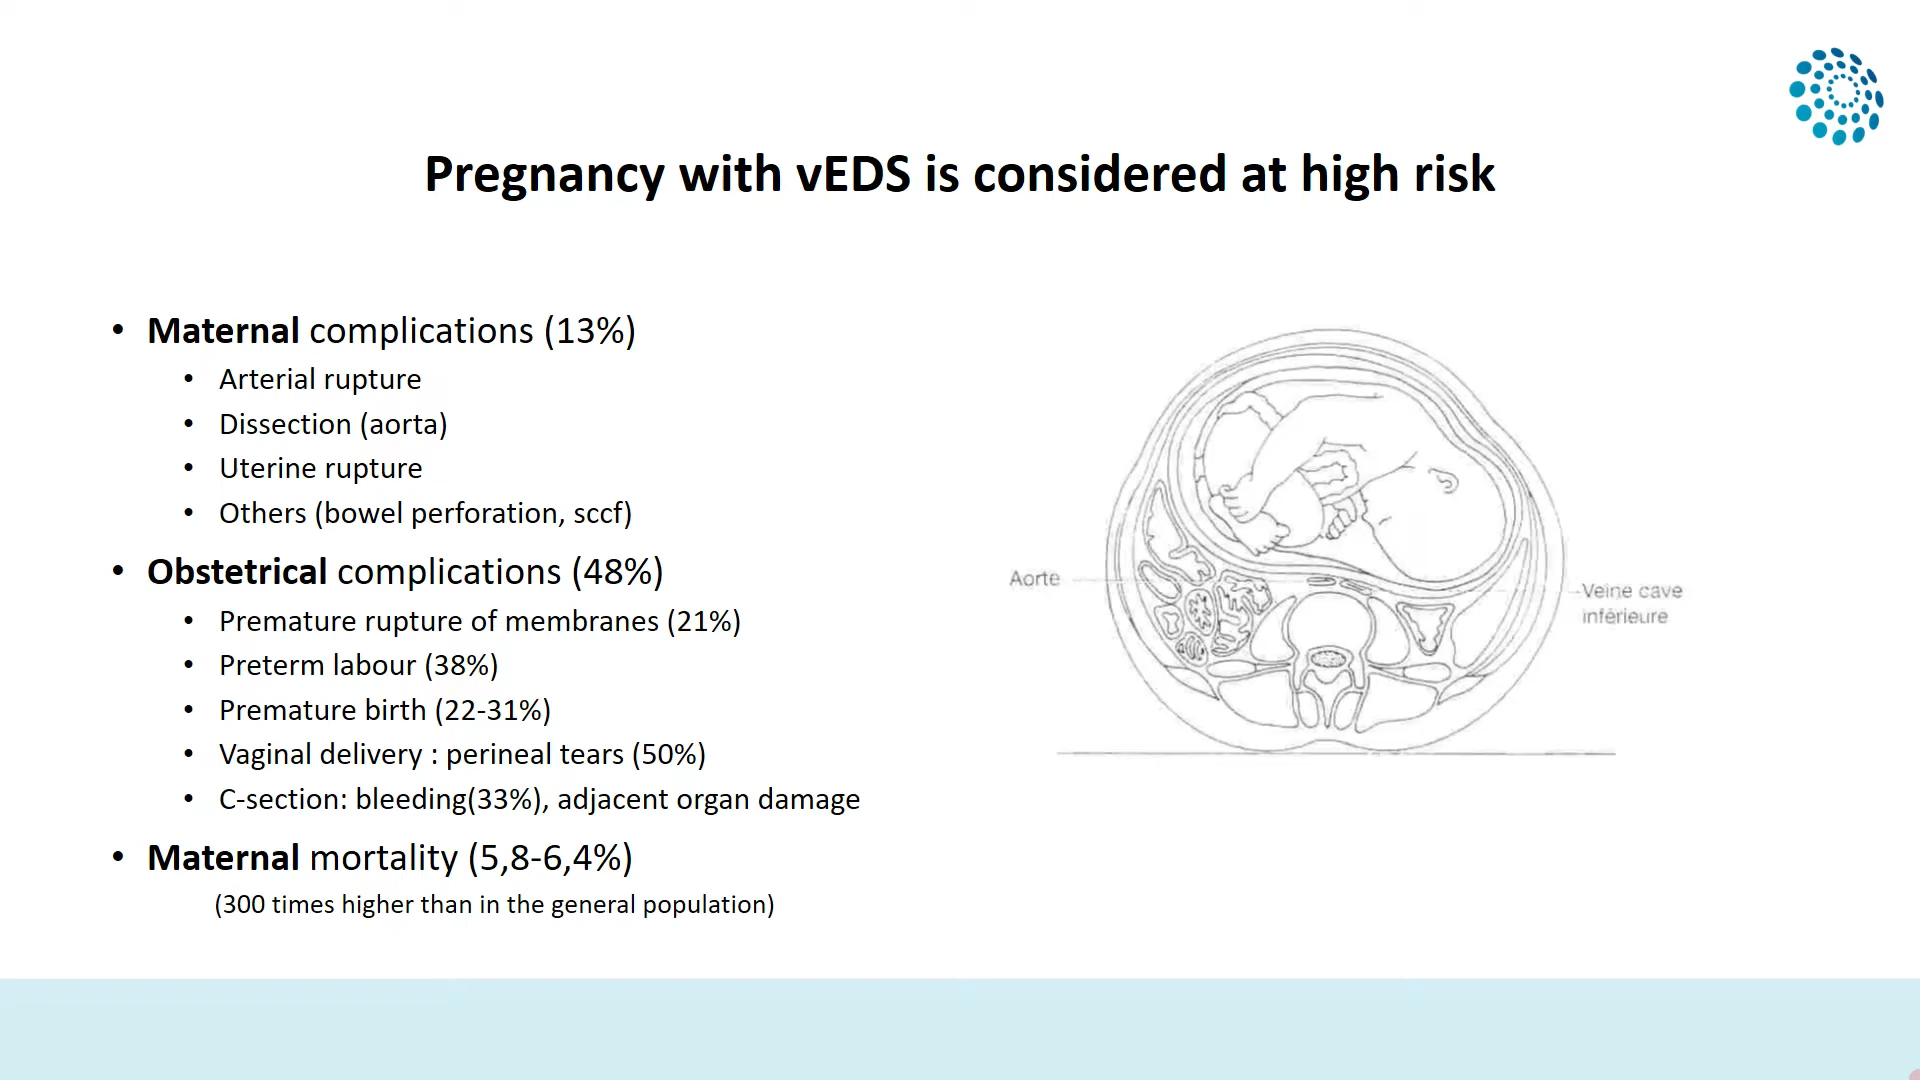 Pregnancy with vEDS is considered at high risk
• Maternal complications (13%)
• Arterial rupture
• Dissection (aorta)
• Uterine rupture
• Others (bowel perforation, sccf)
• Obstetrical complications (48%)
• Premature rupture of membranes (21%)
• Preterm labour (38%)
• Premature birth (22-31%)
• Vaginal delivery : perineal tears (50%)
• C-section: bleeding(33%), adjacent organ damage
• Maternal mortality (5,8-6,4%)
(300 times higher than in the general population)
Aorte
Veine cave
inférieure